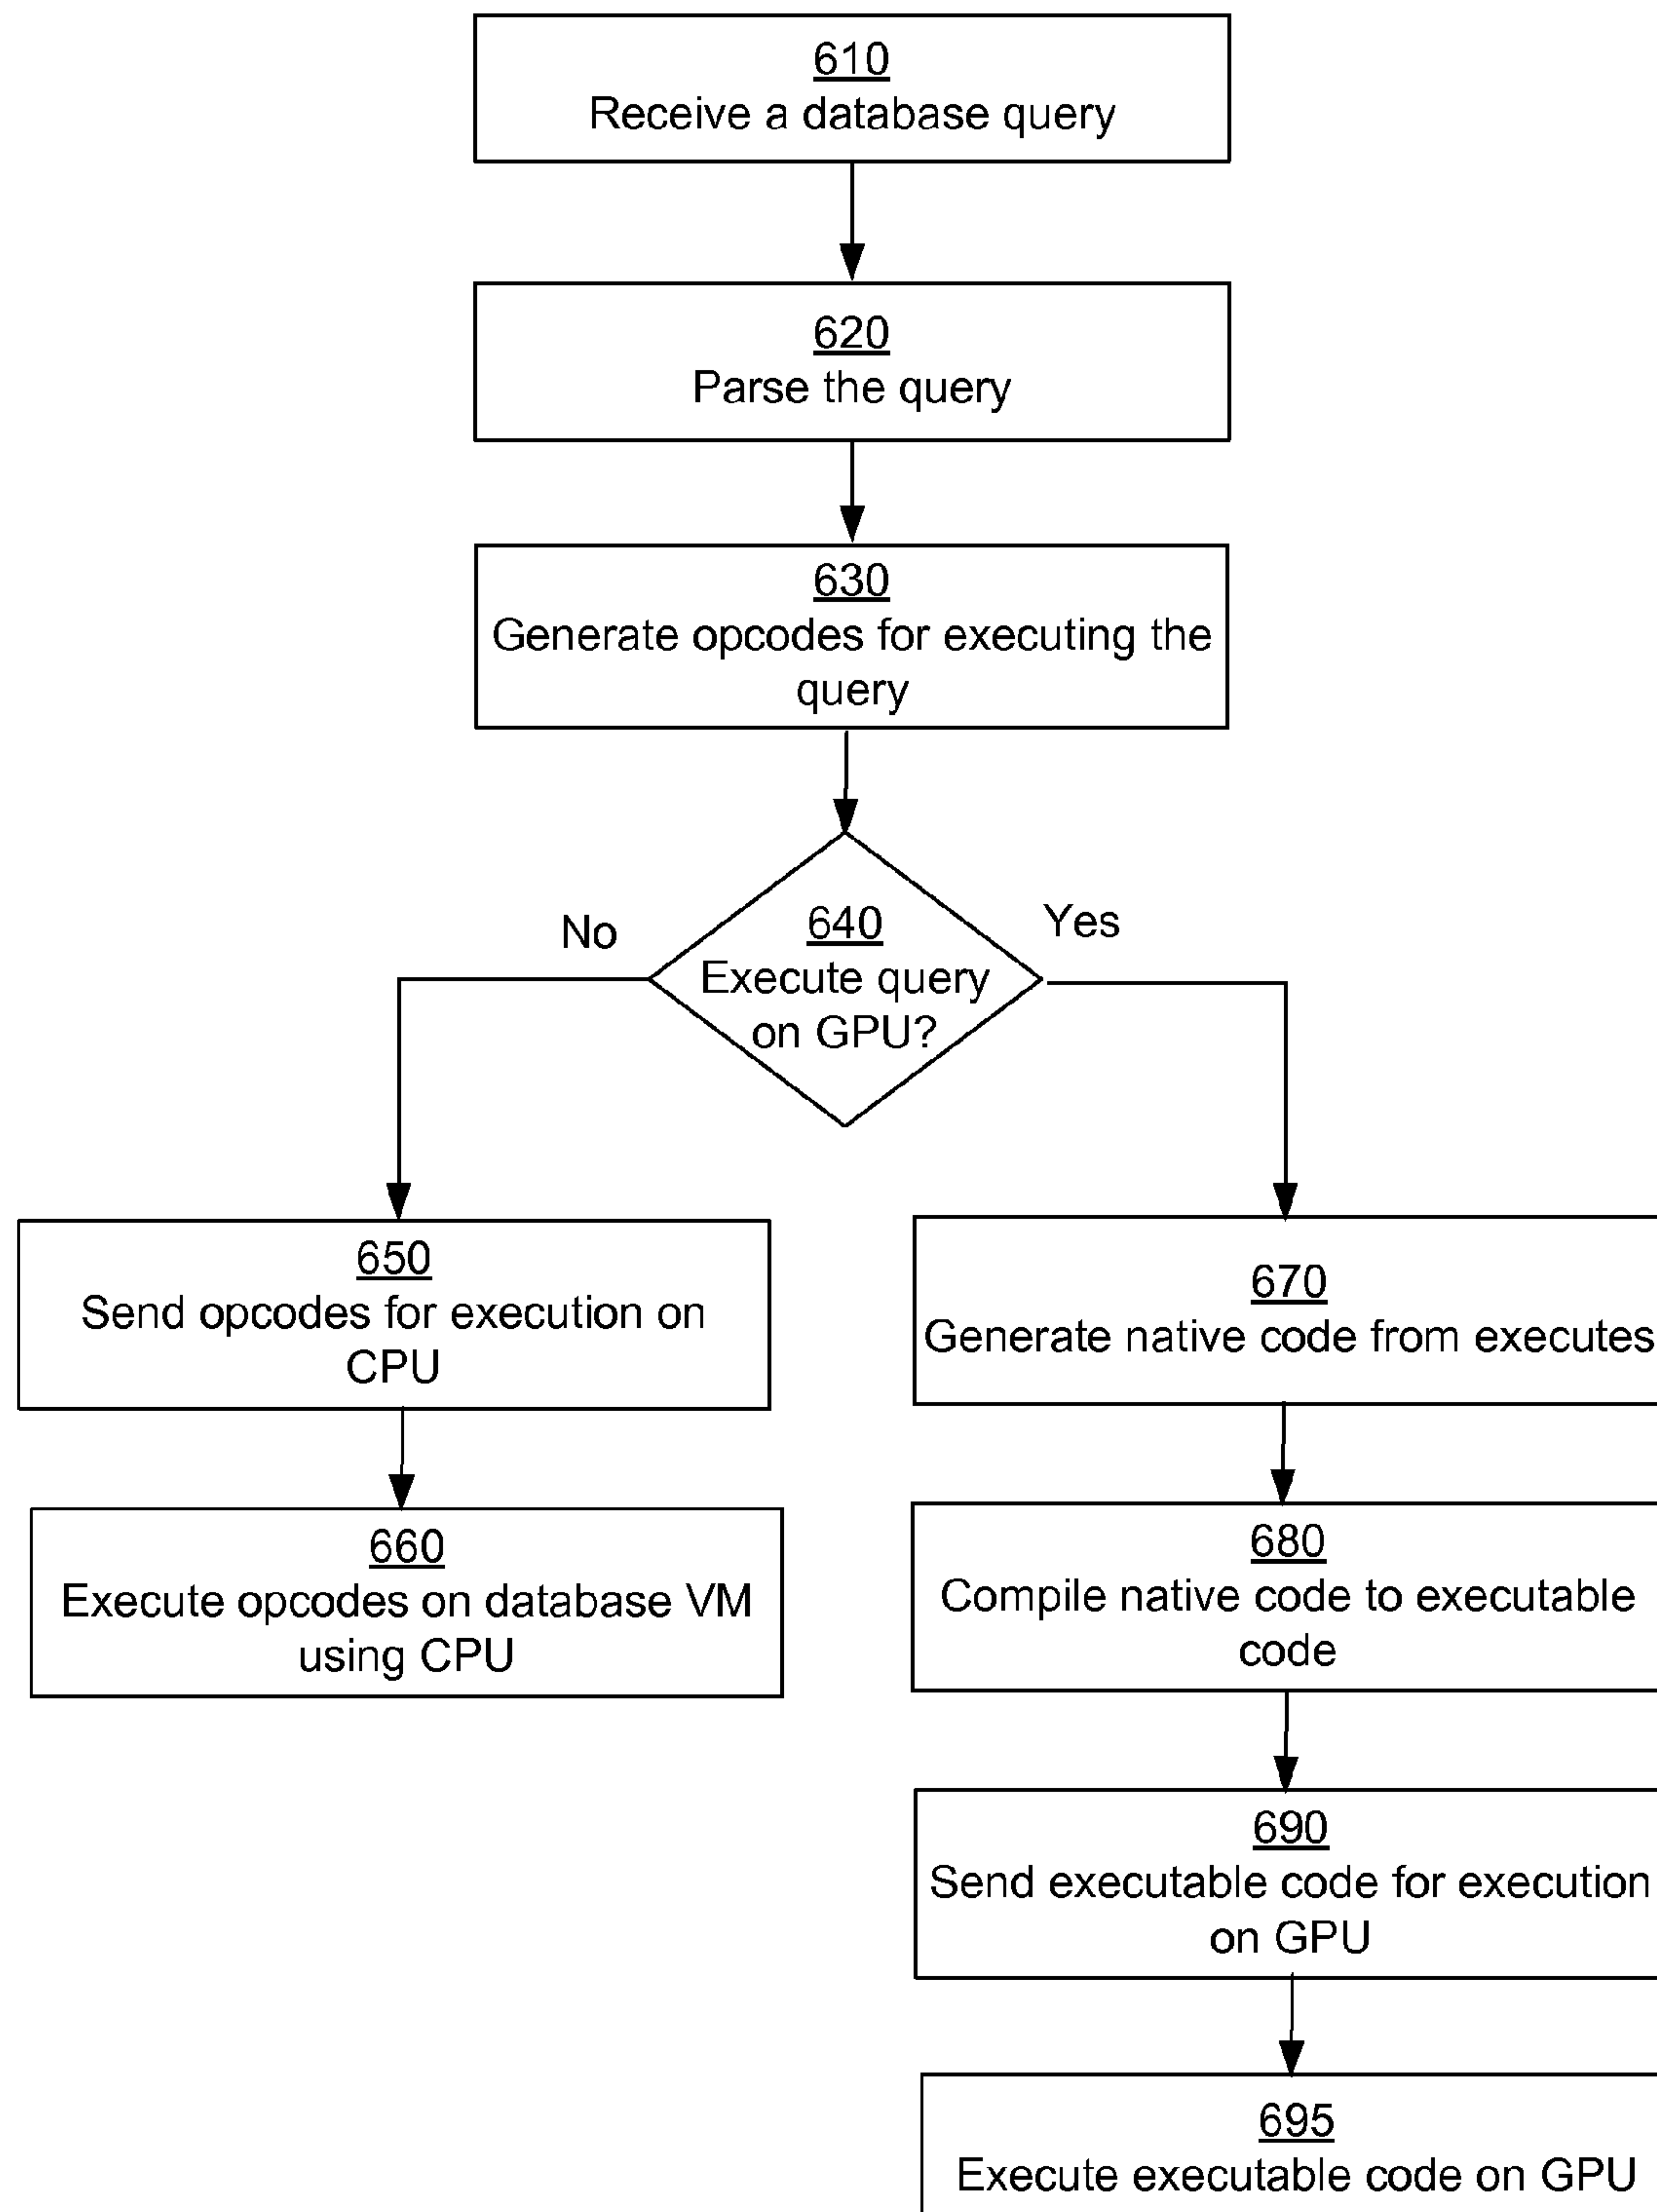 610
Receive a database query
620
Parse the query
630
Generate opcodes for executing the
query
640
Execute query
on GPU?
No
Yes
650
Send opcodes for execution on
CPU
660
Execute opcodes on database VM
using CPU
670
Generate native code from executes
680
Compile native code to executable
code
690
Send executable code for execution
on GPU
695
Execute executable code on GPU